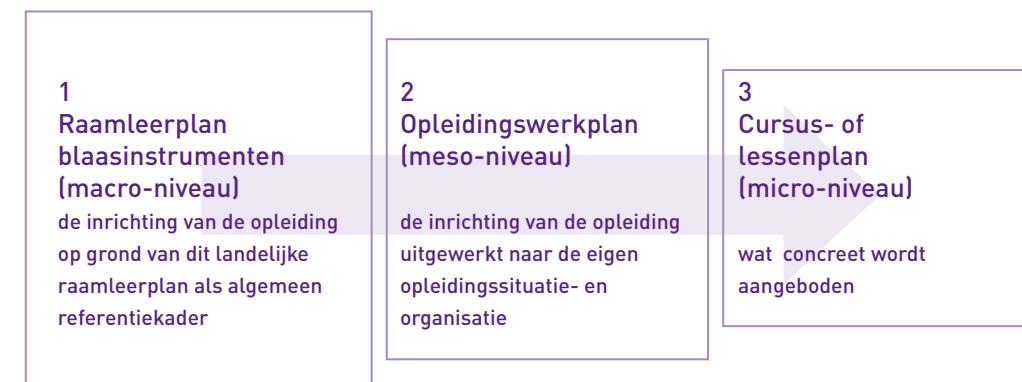 1
Raamleerplan
blaasinstrumenten
(macro-niveau)
de inrichting van de opleiding
op grond van dit landelijke
raamleerplan als algemeen
referentiekader
2
Opleidingswerkplan
(meso-niveau)
de inrichting van de opleiding
uitgewerkt naar de eigen
opleidingssituatie- en
organisatie
3
Cursus- of
lessenplan
(micro-niveau)
wat concreet wordt
aangeboden